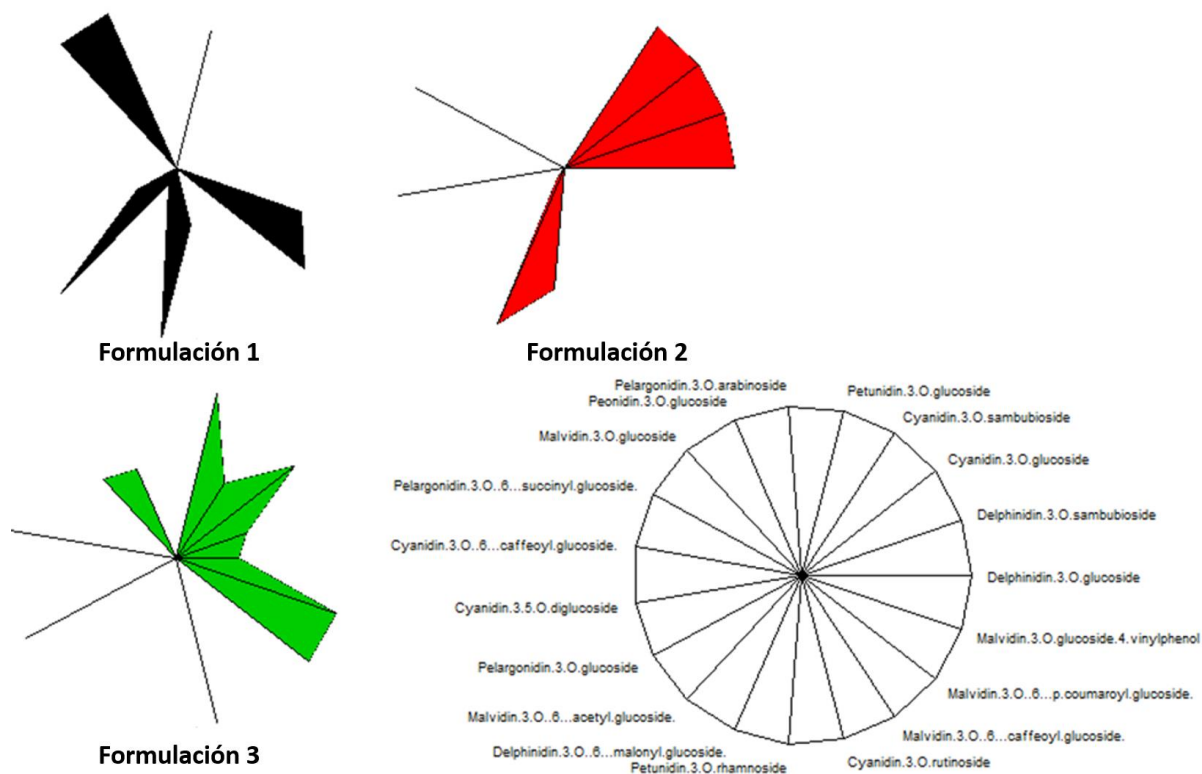 Formulación 1
Formulación 2
Pelargonidin.3.O.arabinoside
Petunidin.3.O.glucoside
Peonidin.3.O.glucoside
Cyanidin.3.O.sambubioside
Malvidin.3.O.glucoside
Cyanidin.3.O.glucoside
Pelargonidin.3.O..6...succinyl.glucoside.
Delphinidin.3.O.sambubioside
Cyanidin.3.O..6...caffeoyl.glucoside.
Delphinidin.3.O.glucoside
Cyanidin.3.5.O.diglucoside
Malvidin.3.O.glucoside.4.vinylphenol
Pelargonidin.3.O.glucoside
Malvidin.3.O..6...p.coumaroyl.glucoside.
Malvidin.3.O..6...acetyl.glucoside.
Malvidin.3.O..6...caffeoyl.glucoside.
Delphinidin.3.O..6...malonyl.glucoside.
Cyanidin.3.O.rutinoside
Petunidin.3.O.rhamnoside
Formulación 3